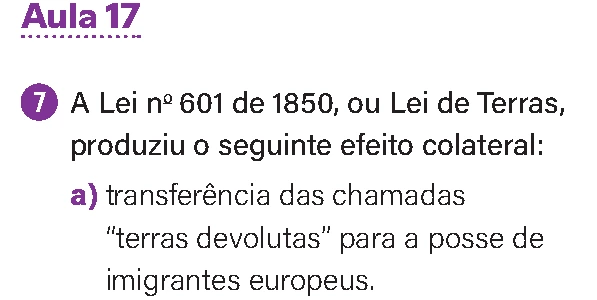 Aula 17
7 A Lei nº 601 de 1850, ou Lei de Terras,
produziu o seguinte efeito colateral:
a) transferência das chamadas
“terras devolutas” para a posse de
imigrantes europeus.